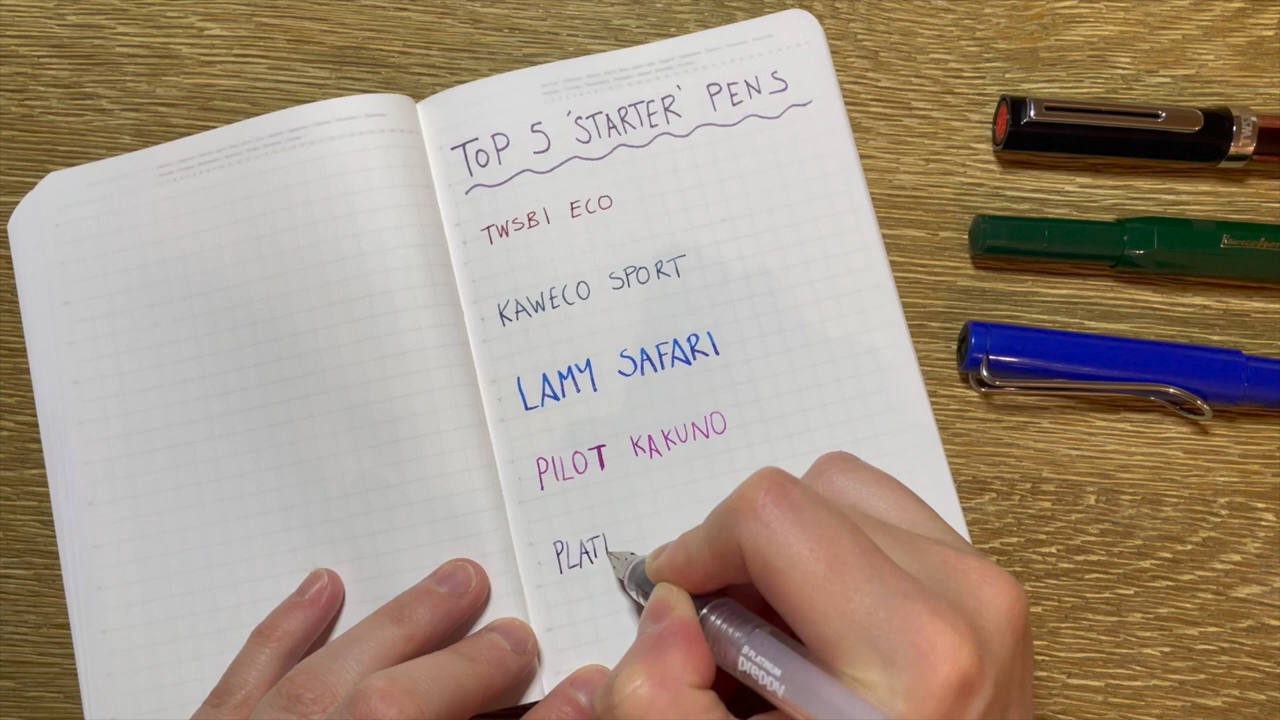 TOP 5 'STARTER' PENS
TWSBI ECO
KAWECO SPORT
LAMY SAFARI
PILOT KAKUNO
PLATI
PLATINUM
preppy